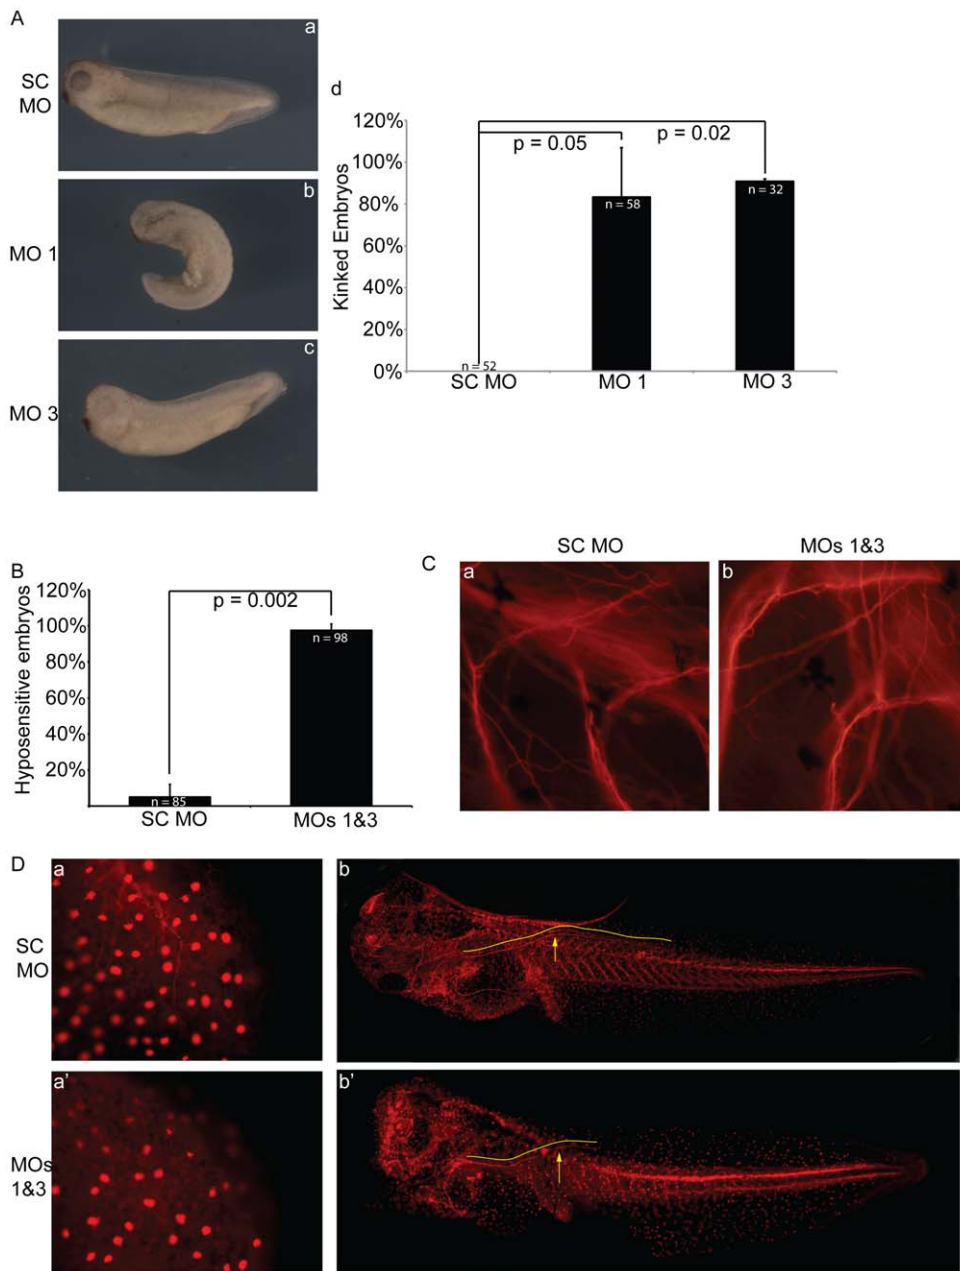 A
a
SC
MO
b
MO 1
c
MO 3
d
120%
100%
80%
60%
40%
20%
0%
Kinked Embryos
p = 0.05
p = 0.02
n = 52
n = 58
n = 32
SC MO
MO 1
MO 3
B
120%
100%
80%
60%
40%
20%
Hyposensitive embryos
p = 0.002
n = 85
n = 98
SC MO
MOs 1&3
C
SC MO
MOs 1&3
a
b
D
a
b
SC
MO
a'
b'
MOs
1&3